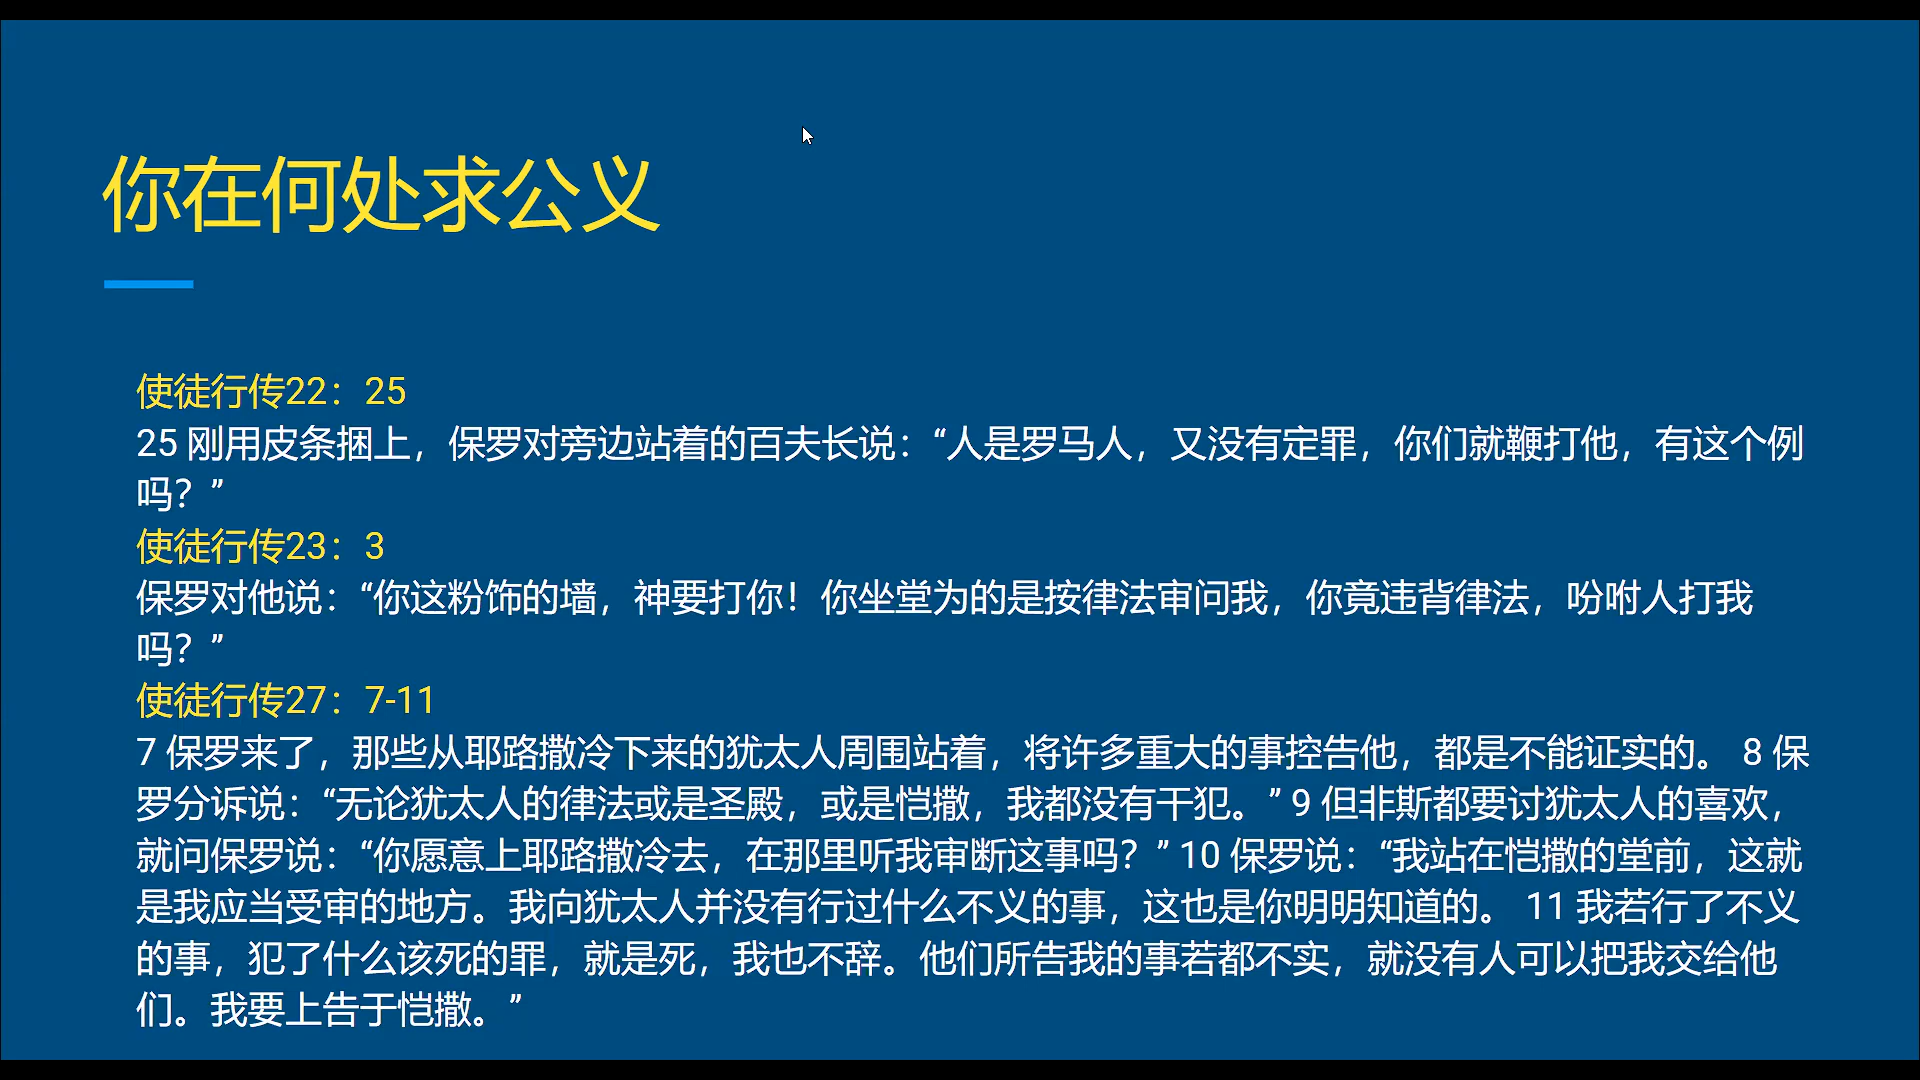 你在何处求公义
使徒行传22：25
25 刚用皮条捆上，保罗对旁边站着的百夫长说：“人是罗马人，又没有定罪，你们就鞭打他，有这个例
吗？”
使徒行传23：3
保罗对他说：“你这粉饰的墙，神要打你！你坐堂为的是按律法审问我，你竟违背律法，吩咐人打我
吗？”
使徒行传27：7-11
7 保罗来了，那些从耶路撒冷下来的犹太人周围站着，将许多重大的事控告他，都是不能证实的。 8 保
罗分诉说：“无论犹太人的律法或是圣殿，或是恺撒，我都没有干犯。” 9 但非斯都要讨犹太人的喜欢，
就问保罗说：“你愿意上耶路撒冷去，在那里听我审断这事吗？” 10 保罗说：“我站在恺撒的堂前，这就
是我应当受审的地方。我向犹太人并没有行过什么不义的事，这也是你明明知道的。 11 我若行了不义
的事，犯了什么该死的罪，就是死，我也不辞。他们所告我的事若都不实，就没有人可以把我交给他
们。我要上告于恺撒。”